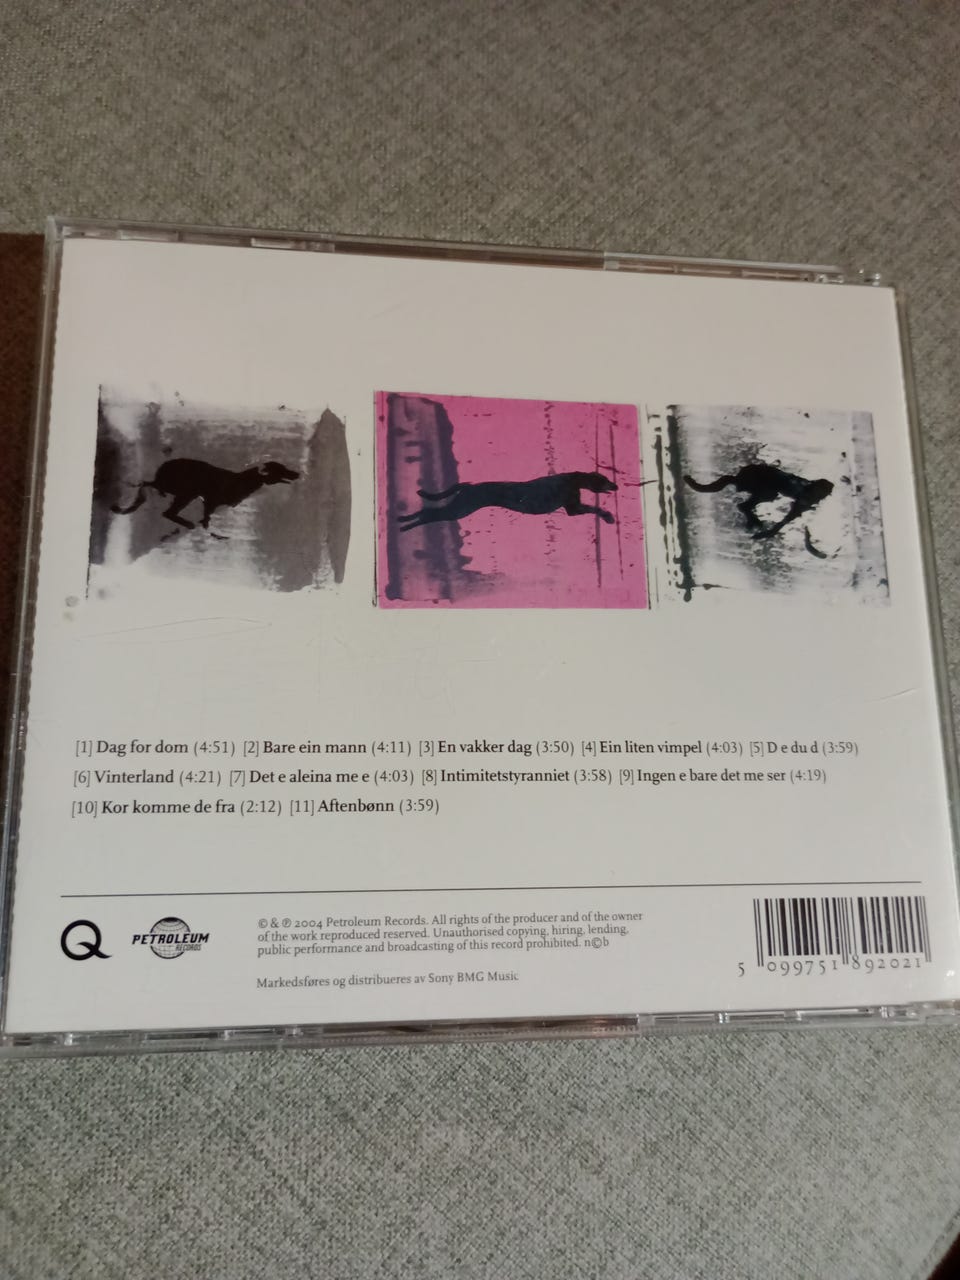 [1] Dag for dom (4:51) [2] Bare ein mann (4:11) [3] En vakker dag (3:50) [4] Ein liten vimpel (4:03) [5] D e du d (3:59)
[6] Vinterland (4:21) [7] Det e aleina me e (4:03) [8] Intimitetstyranniet (3:58) [9] Ingen e bare det me ser (4:19)
[10] Kor komme de fra (2:12) [11] Aftenbønn (3:59)
Q
PETROLEUM
RECORDS
© & ℗ 2004 Petroleum Records. All rights of the producer and of the owner
of the work reproduced reserved. Unauthorised copying, hiring, lending,
public performance and broadcasting of this record prohibited. n©b
Markedsføres og distribueres av Sony BMG Music
5 099751 892021